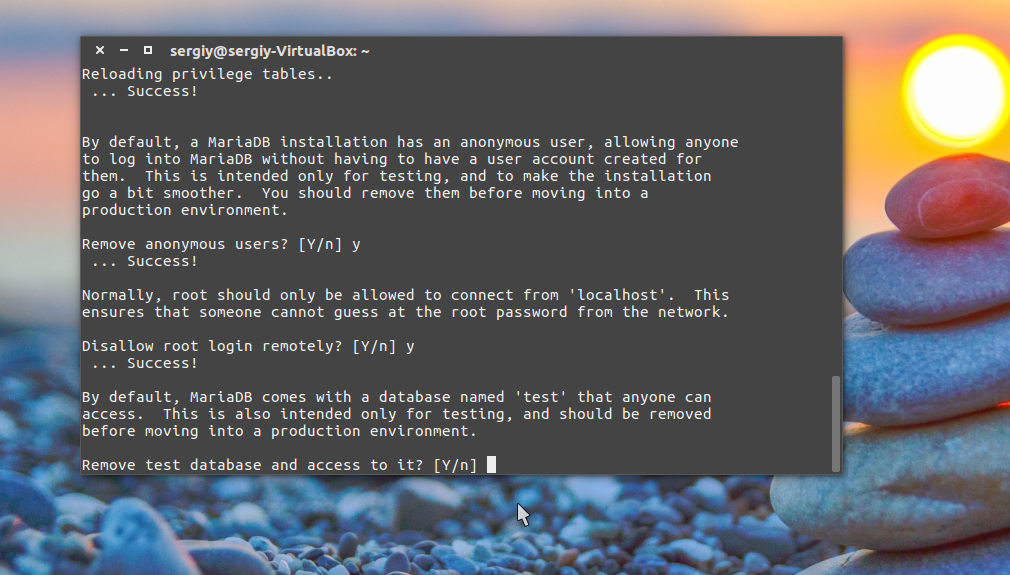 sergiy@sergiy-VirtualBox: ~
Reloading privilege tables..
 ... Success!
By default, a MariaDB installation has an anonymous user, allowing anyone
to log into MariaDB without having to have a user account created for
them.  This is intended only for testing, and to make the installation
go a bit smoother.  You should remove them before moving into a
production environment.
Remove anonymous users? [Y/n] y
 ... Success!
Normally, root should only be allowed to connect from 'localhost'.  This
ensures that someone cannot guess at the root password from the network.
Disallow root login remotely? [Y/n] y
 ... Success!
By default, MariaDB comes with a database named 'test' that anyone can
access.  This is also intended only for testing, and should be removed
before moving into a production environment.
Remove test database and access to it? [Y/n]